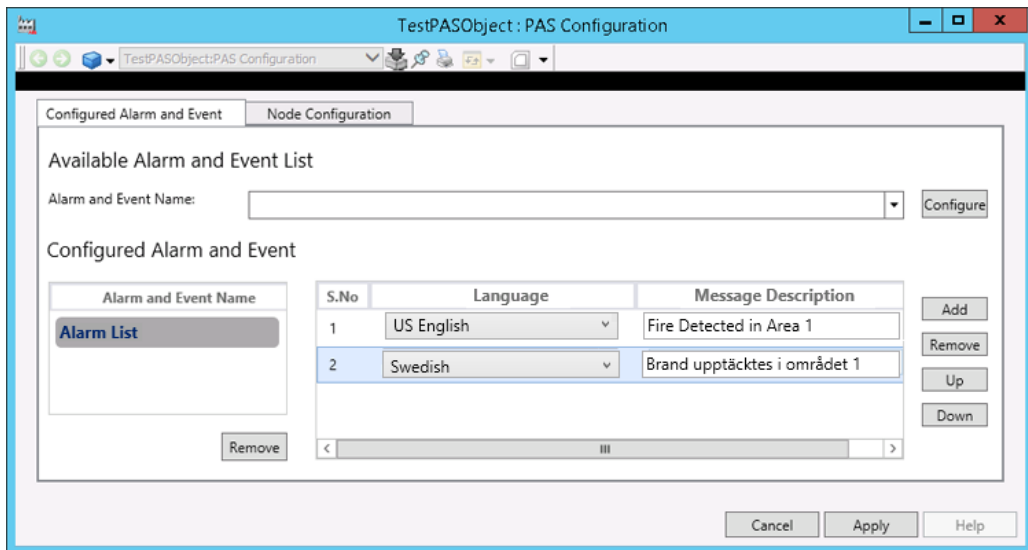 TestPASObject : PAS Configuration
TestPASObject:PAS Configuration
Configured Alarm and Event Node Configuration
Available Alarm and Event List
Alarm and Event Name: Configure
Configured Alarm and Event
Alarm and Event Name S.No Language Message Description
Alarm List 1 US English Fire Detected in Area 1 Add
2 Swedish Brand upptäcktes i området 1 Remove
Up
Down
Remove
Cancel Apply Help